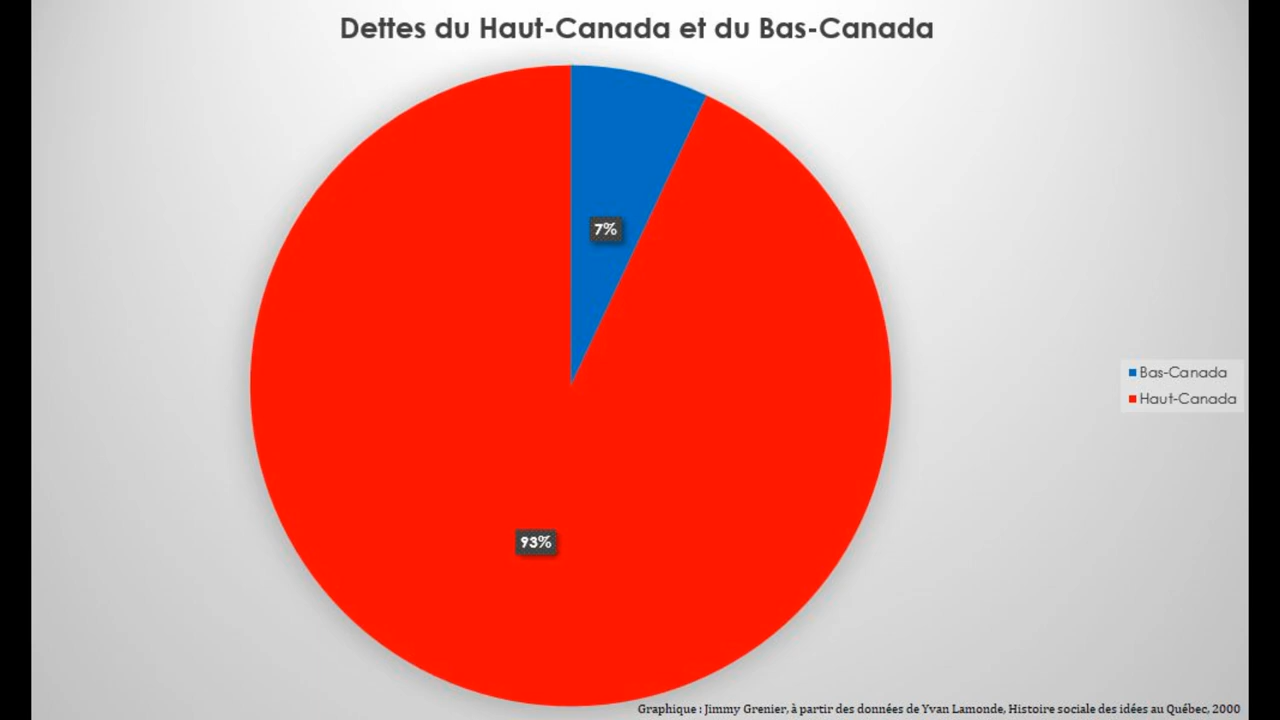 Dettes du Haut-Canada et du Bas-Canada
7%
Bas-Canada
Haut-Canada
93%
Graphique : Jimmy Grenier, à partir des données de Yvan Lamonde, Histoire sociale des idées au Québec, 2000